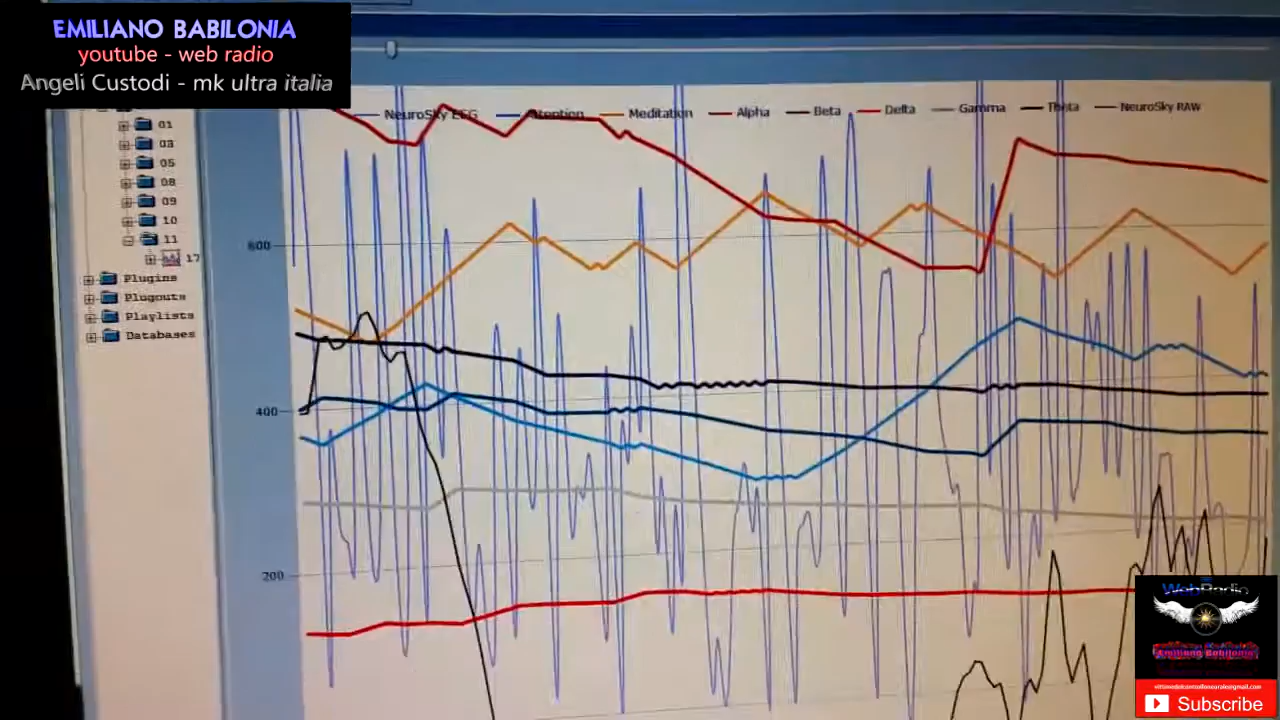 EMILIANO BABILONIA
youtube - web radio
Angeli Custodi - mk ultra italia
NeuroSky EEG
Attention
Meditation
Alpha
Beta
Delta
Gamma
Theta
NeuroSky RAW
01
03
05
08
09
10
11
17
Plugins
Plugouts
Playlists
Databases
600
400
200
WebRadio
Emiliano Babilonia
Subscribe